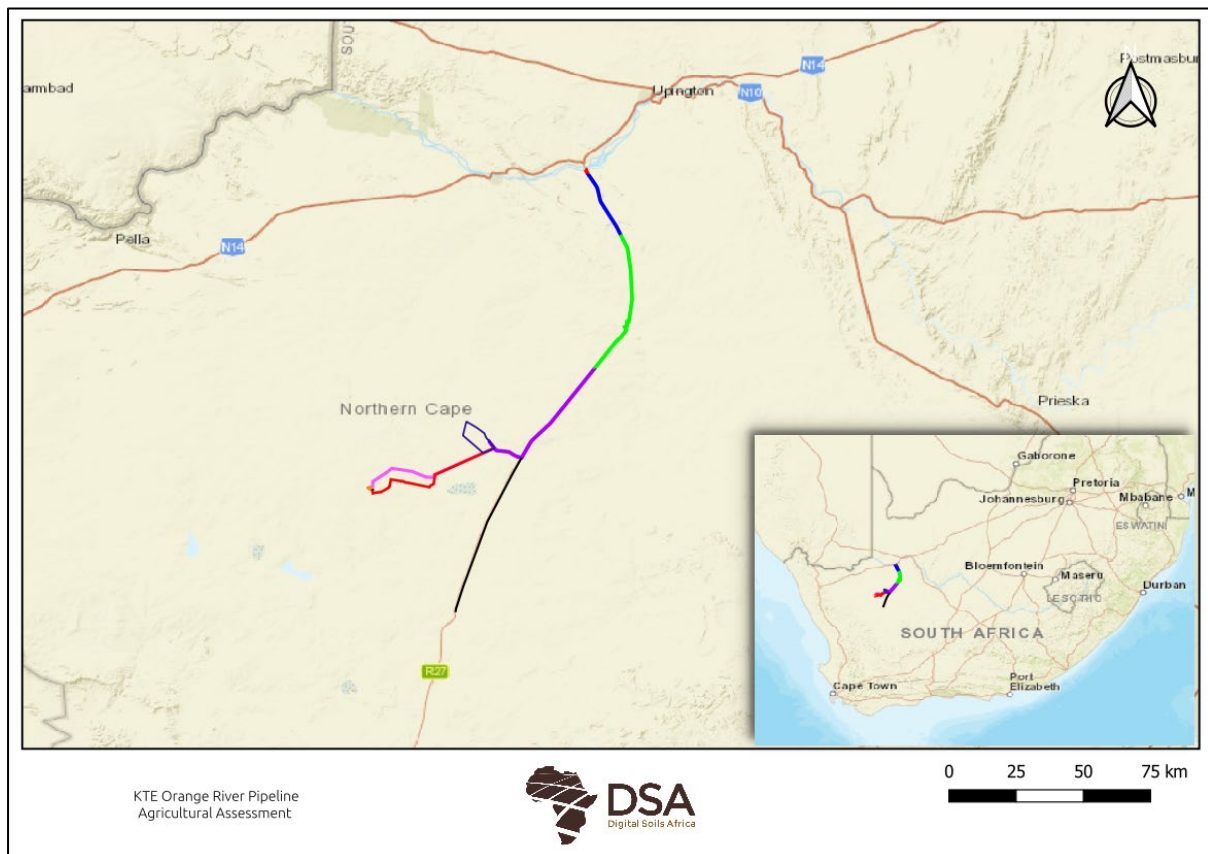 SOU
N14
Postmasbur
N
armbad
Upington
N10
Pella
N14
Prieska
Northern Cape
Gaborone
Pretoria
Johannesburg
Mbabane
M
ESWATINI
Bloemfontein
Maseru
LESOTHO
Durban
SOUTH AFRICA
R27
Port
Elizabeth
Cape Town
KTE Orange River Pipeline
Agricultural Assessment
DSA
Digital Soils Africa
0 25 50 75 km